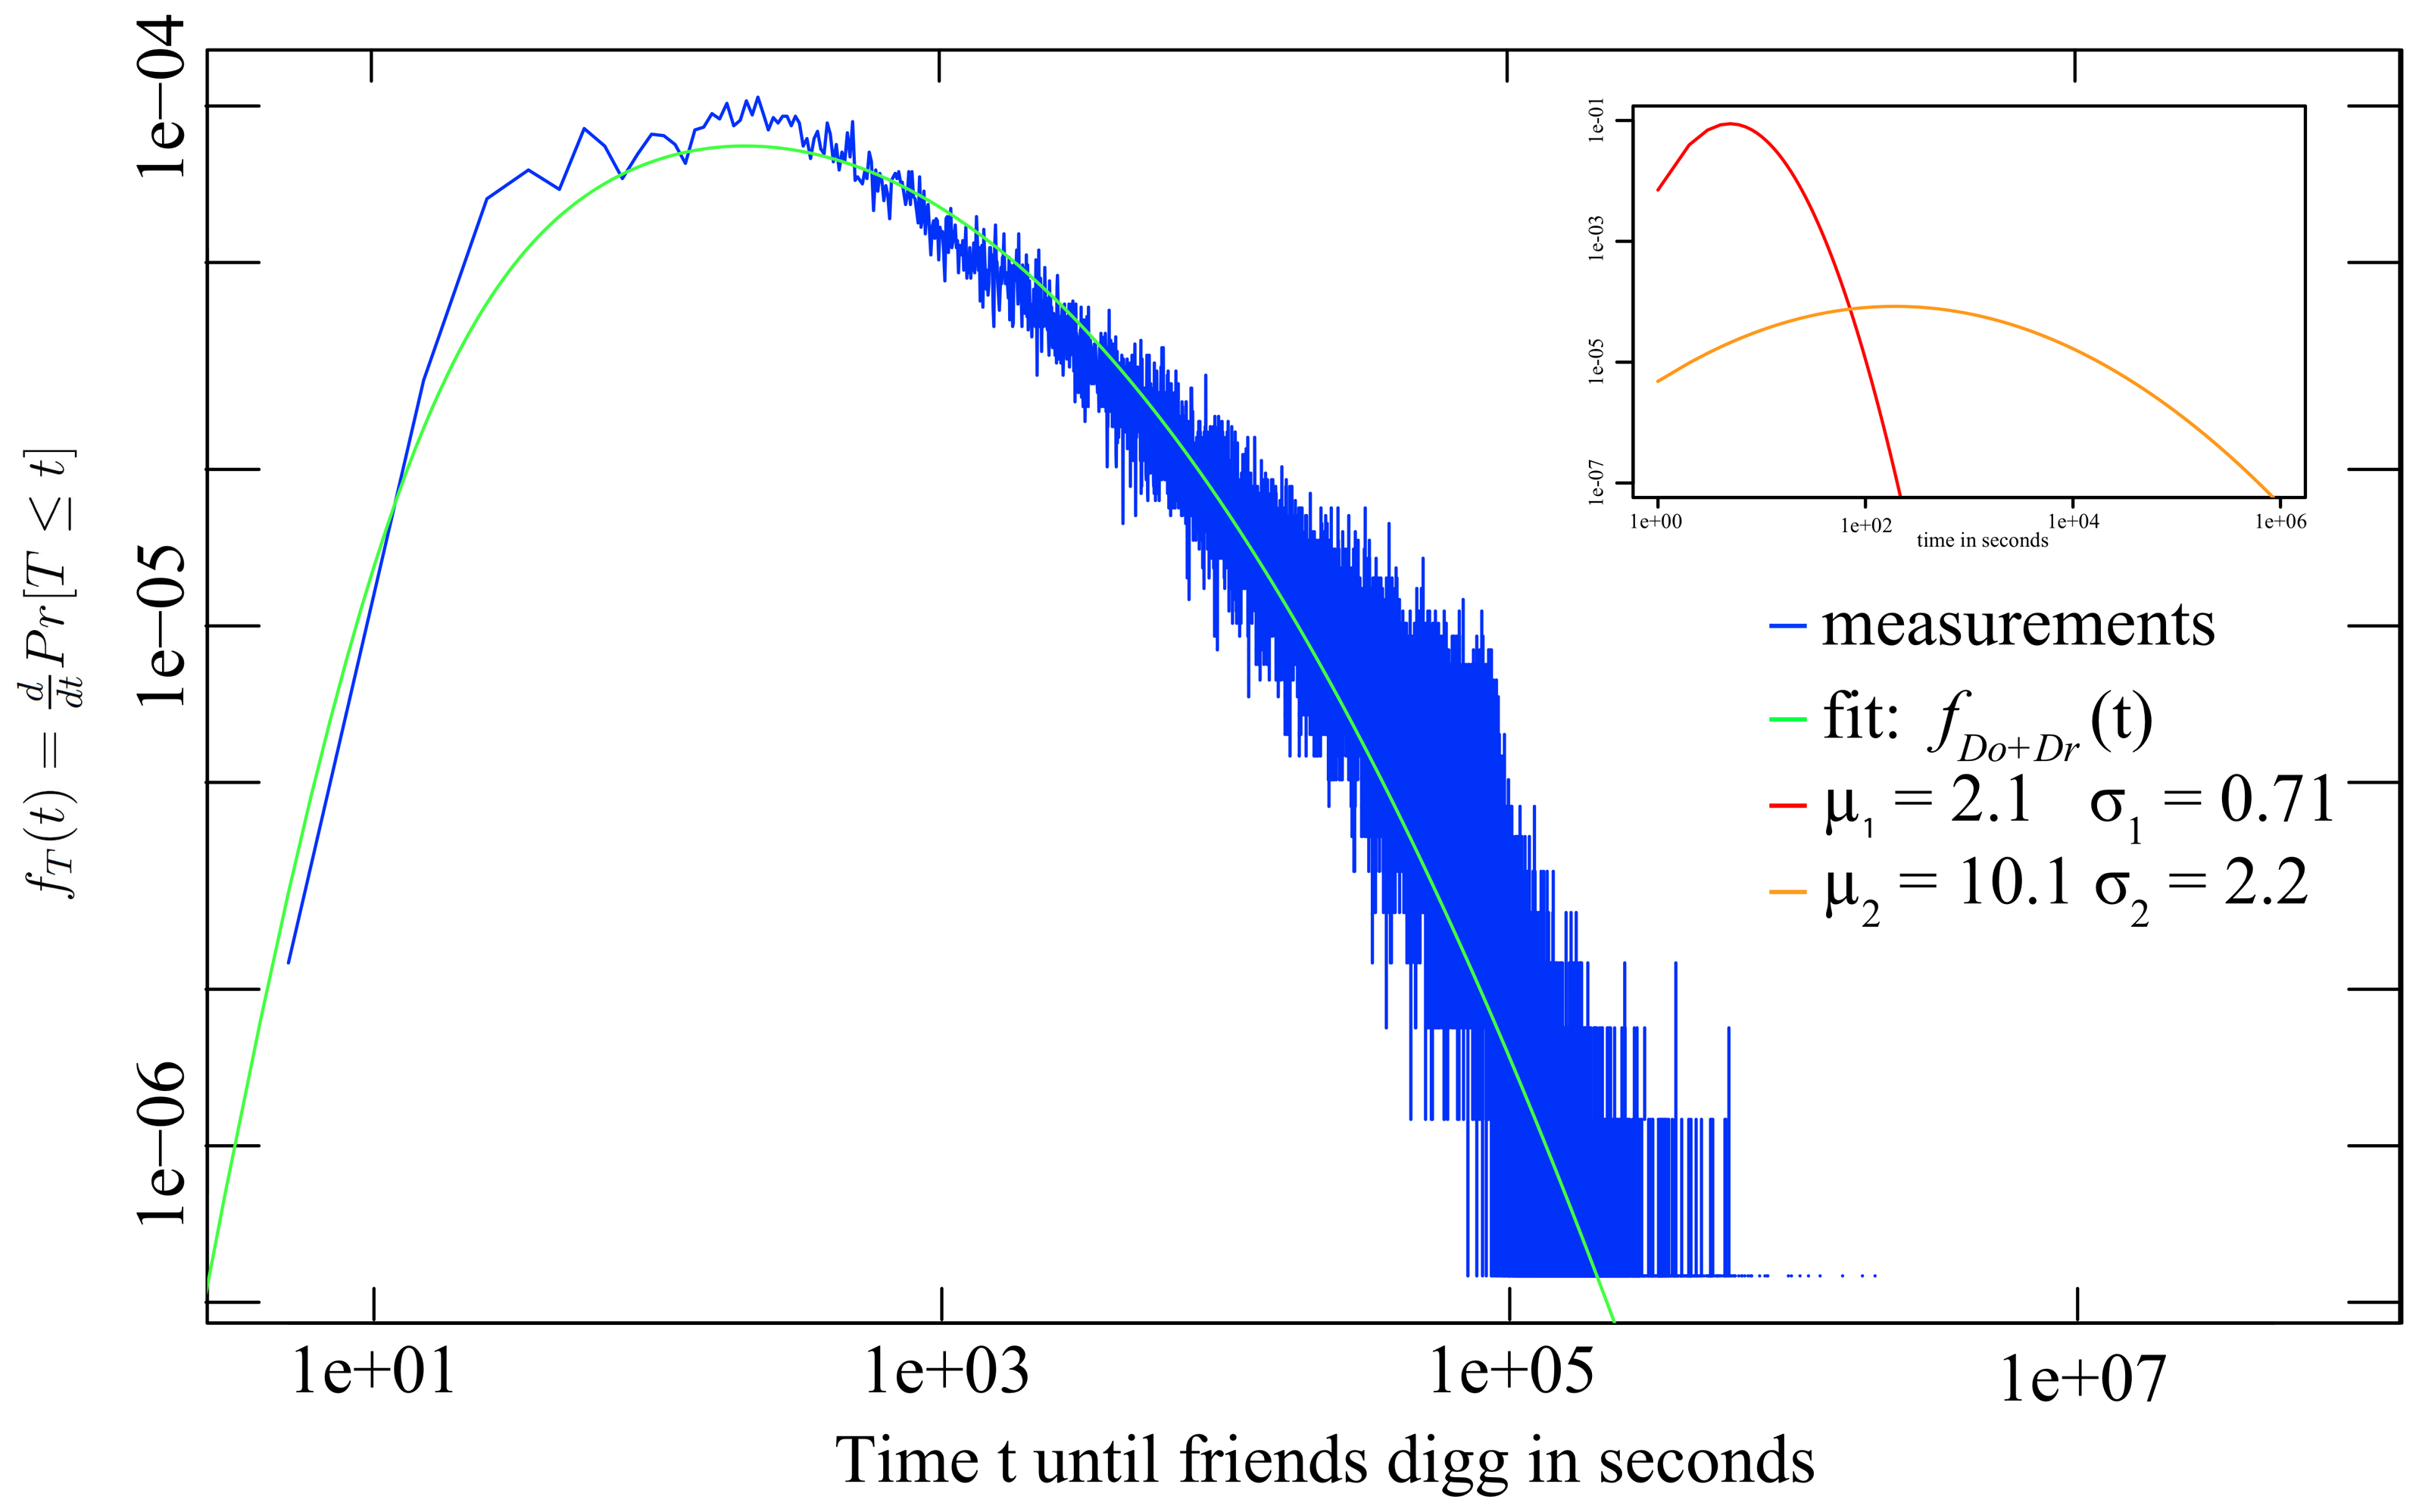 1e−04
1e−05
1e−06
f_T(t) = d/dt Pr[T ≤ t]
1e+01
1e+03
1e+05
1e+07
Time t until friends digg in seconds
1e-01
1e-03
1e-05
1e-07
1e+00
1e+02
1e+04
1e+06
time in seconds
measurements
fit: f_Do+Dr (t)
μ₁ = 2.1 σ₁ = 0.71
μ₂ = 10.1 σ₂ = 2.2